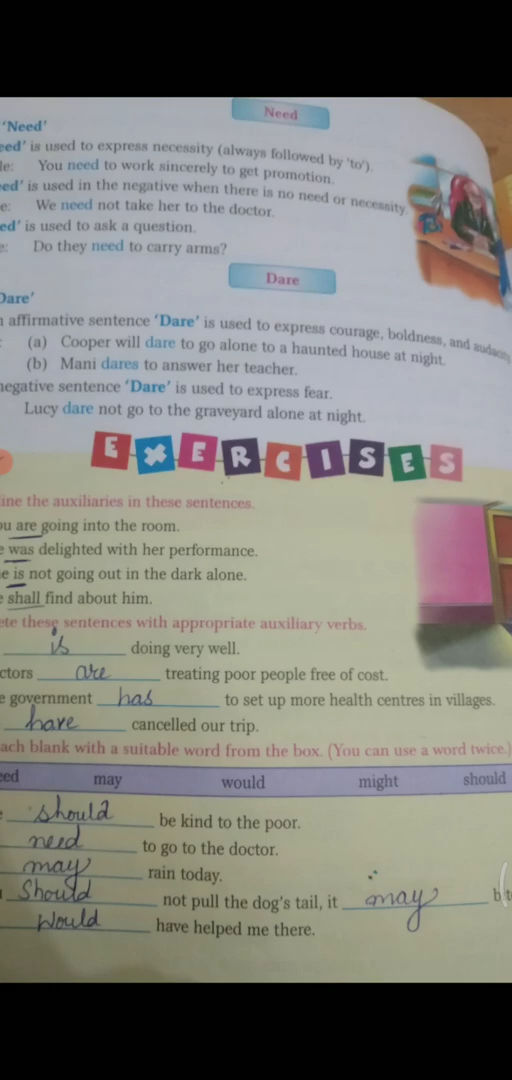 Need
'Need'
eed' is used to express necessity (always followed by 'to').
le: You need to work sincerely to get promotion.
eed' is used in the negative when there is no need or necessity.
e: We need not take her to the doctor.
ed' is used to ask a question.
e: Do they need to carry arms?
Dare
Dare'
n affirmative sentence 'Dare' is used to express courage, boldness, and audacity
: (a) Cooper will dare to go alone to a haunted house at night.
(b) Mani dares to answer her teacher.
negative sentence 'Dare' is used to express fear.
Lucy dare not go to the graveyard alone at night.
EXERCISES
line the auxiliaries in these sentences.
ou are going into the room.
e was delighted with her performance.
e is not going out in the dark alone.
e shall find about him.
ete these sentences with appropriate auxiliary verbs.
is doing very well.
ctors are treating poor people free of cost.
e government has to set up more health centres in villages.
have cancelled our trip.
ach blank with a suitable word from the box. (You can use a word twice.)
eed may would might should
e should be kind to the poor.
need to go to the doctor.
may rain today.
Should not pull the dog's tail, it may bite
Would have helped me there.